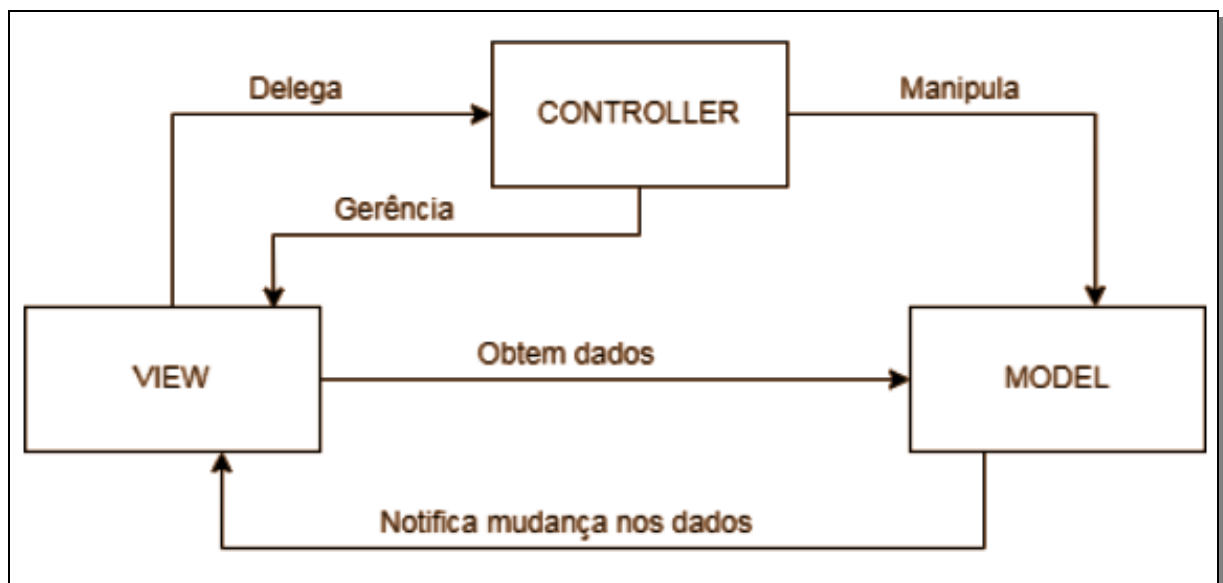 Delega
Manipula
CONTROLLER
Gerência
Obtem dados
VIEW
MODEL
Notifica mudança nos dados